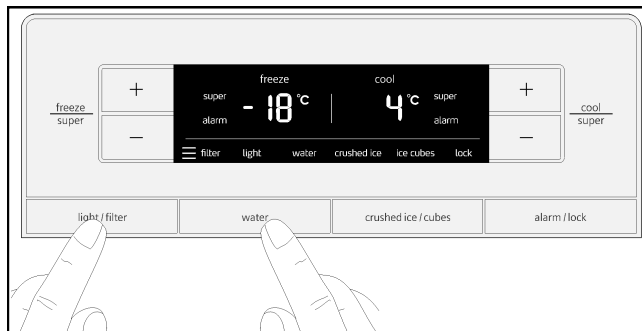 freeze cool
super -18°C 4°C super
alarm alarm
freeze
super
+
−
+
−
cool
super
filter light water crushed ice ice cubes lock
light / filter water crushed ice / cubes alarm / lock